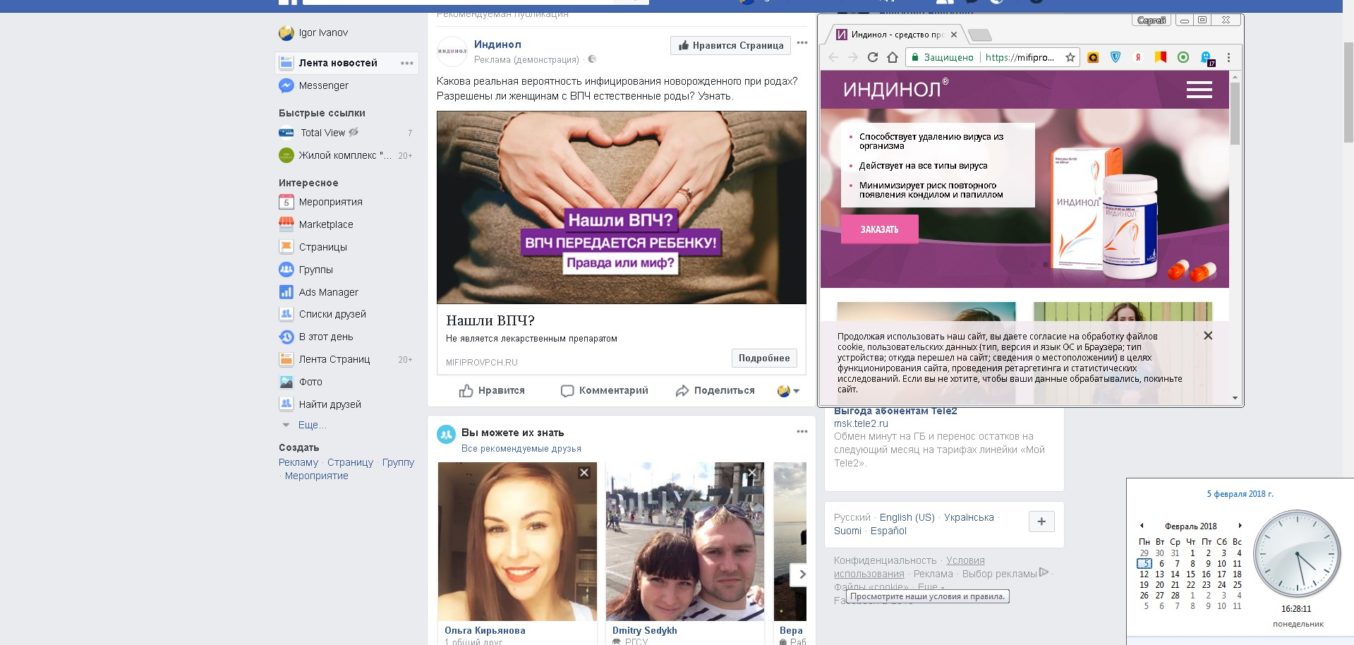 Рекомендуемая публикация
Igor Ivanov
Лента новостей
Messenger
Быстрые ссылки
Total View
7
Жилой комплекс "...
20+
Интересное
Мероприятия
Marketplace
Страницы
Группы
Ads Manager
Списки друзей
В этот день
Лента Страниц
20+
Фото
Найти друзей
Еще...
Создать
Рекламу · Страницу · Группу
· Мероприятие
ИНДИНОЛ
Индинол
Реклама (демонстрация) ·
Нравится Страница
Какова реальная вероятность инфицирования новорожденного при родах?
Разрешены ли женщинам с ВПЧ естественные роды? Узнать.
Нашли ВПЧ?
ВПЧ ПЕРЕДАЕТСЯ РЕБЕНКУ!
Правда или миф?
Нашли ВПЧ?
Не является лекарственным препаратом
MIFIPROVPCH.RU
Подробнее
Нравится
Комментарий
Поделиться
Вы можете их знать
Все рекомендуемые друзья
Ольга Кирьянова
1 общий друг
Dmitry Sedykh
РГСУ
Вера
Раб
Сергей
Индинол - средство про
Защищено
https://mifipro...
ИНДИНОЛ®
• Способствует удалению вируса из
организма
• Действует на все типы вируса
• Минимизирует риск повторного
появления кондилом и папиллом
ЗАКАЗАТЬ
ИНДИНОЛ
ИНДИНОЛ
Продолжая использовать наш сайт, вы даете согласие на обработку файлов
cookie, пользовательских данных (тип, версия и язык ОС и Браузера; тип
устройства; откуда перешел на сайт; сведения о местоположении) в целях
функционирования сайта, проведения ретаргетинга и статистических
исследований. Если вы не хотите, чтобы ваши данные обрабатывались, покиньте
сайт.
Выгода абонентам Tele2
msk.tele2.ru
Обмен минут на ГБ и перенос остатков на
следующий месяц на тарифах линейки «Мой
Tele2».
Русский · English (US) · Українська ·
Suomi · Español
Конфиденциальность · Условия
использования · Реклама · Выбор рекламы ·
Файлы «cookie» · Еще
Просмотрите наши условия и правила.
5 февраля 2018 г.
Февраль 2018
Пн Вт Ср Чт Пт Сб Вс
29 30 31 1 2 3 4
5 6 7 8 9 10 11
12 13 14 15 16 17 18
19 20 21 22 23 24 25
26 27 28 1 2 3 4
5 6 7 8 9 10 11
16:28:11
понедельник